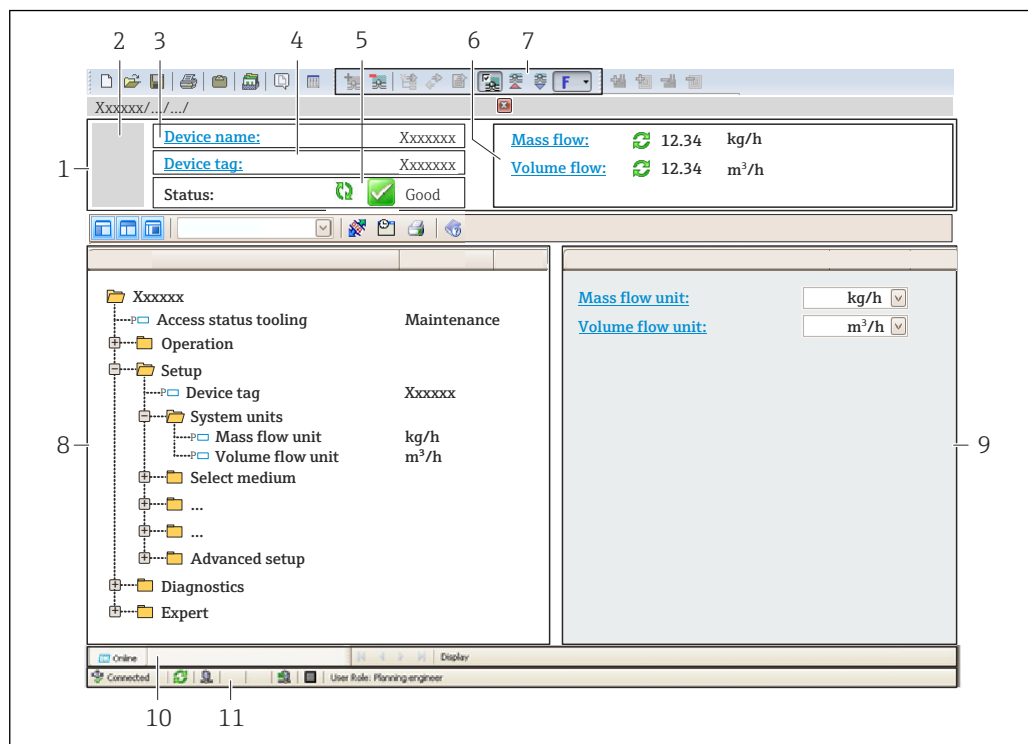 2 3 4 5 6 7
F
Xxxxxx/.../.../
1
Device name: Xxxxxxx
Device tag: Xxxxxxx
Status: Good
Mass flow: 12.34 kg/h
Volume flow: 12.34 m³/h
8
Xxxxxx
P Access status tooling Maintenance
Operation
Setup
P Device tag Xxxxxx
System units
P Mass flow unit kg/h
P Volume flow unit m³/h
Select medium
...
...
Advanced setup
Diagnostics
Expert
Mass flow unit: kg/h
Volume flow unit: m³/h
9
Online Display
Connected User Role: Planning engineer
10 11